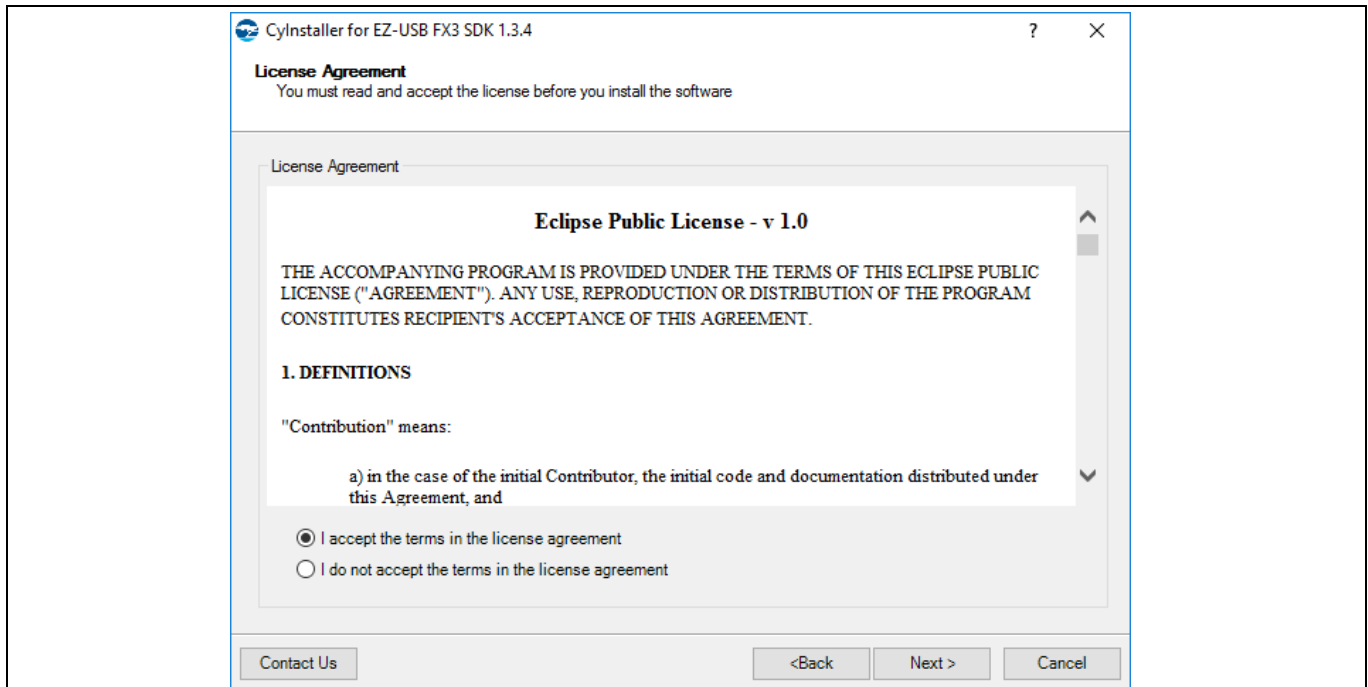 CyInstaller for EZ-USB FX3 SDK 1.3.4
?
License Agreement
You must read and accept the license before you install the software
License Agreement
Eclipse Public License - v 1.0
THE ACCOMPANYING PROGRAM IS PROVIDED UNDER THE TERMS OF THIS ECLIPSE PUBLIC
LICENSE ("AGREEMENT"). ANY USE, REPRODUCTION OR DISTRIBUTION OF THE PROGRAM
CONSTITUTES RECIPIENT'S ACCEPTANCE OF THIS AGREEMENT.
1. DEFINITIONS
"Contribution" means:
a) in the case of the initial Contributor, the initial code and documentation distributed under
this Agreement, and
I accept the terms in the license agreement
I do not accept the terms in the license agreement
Contact Us
<Back
Next >
Cancel